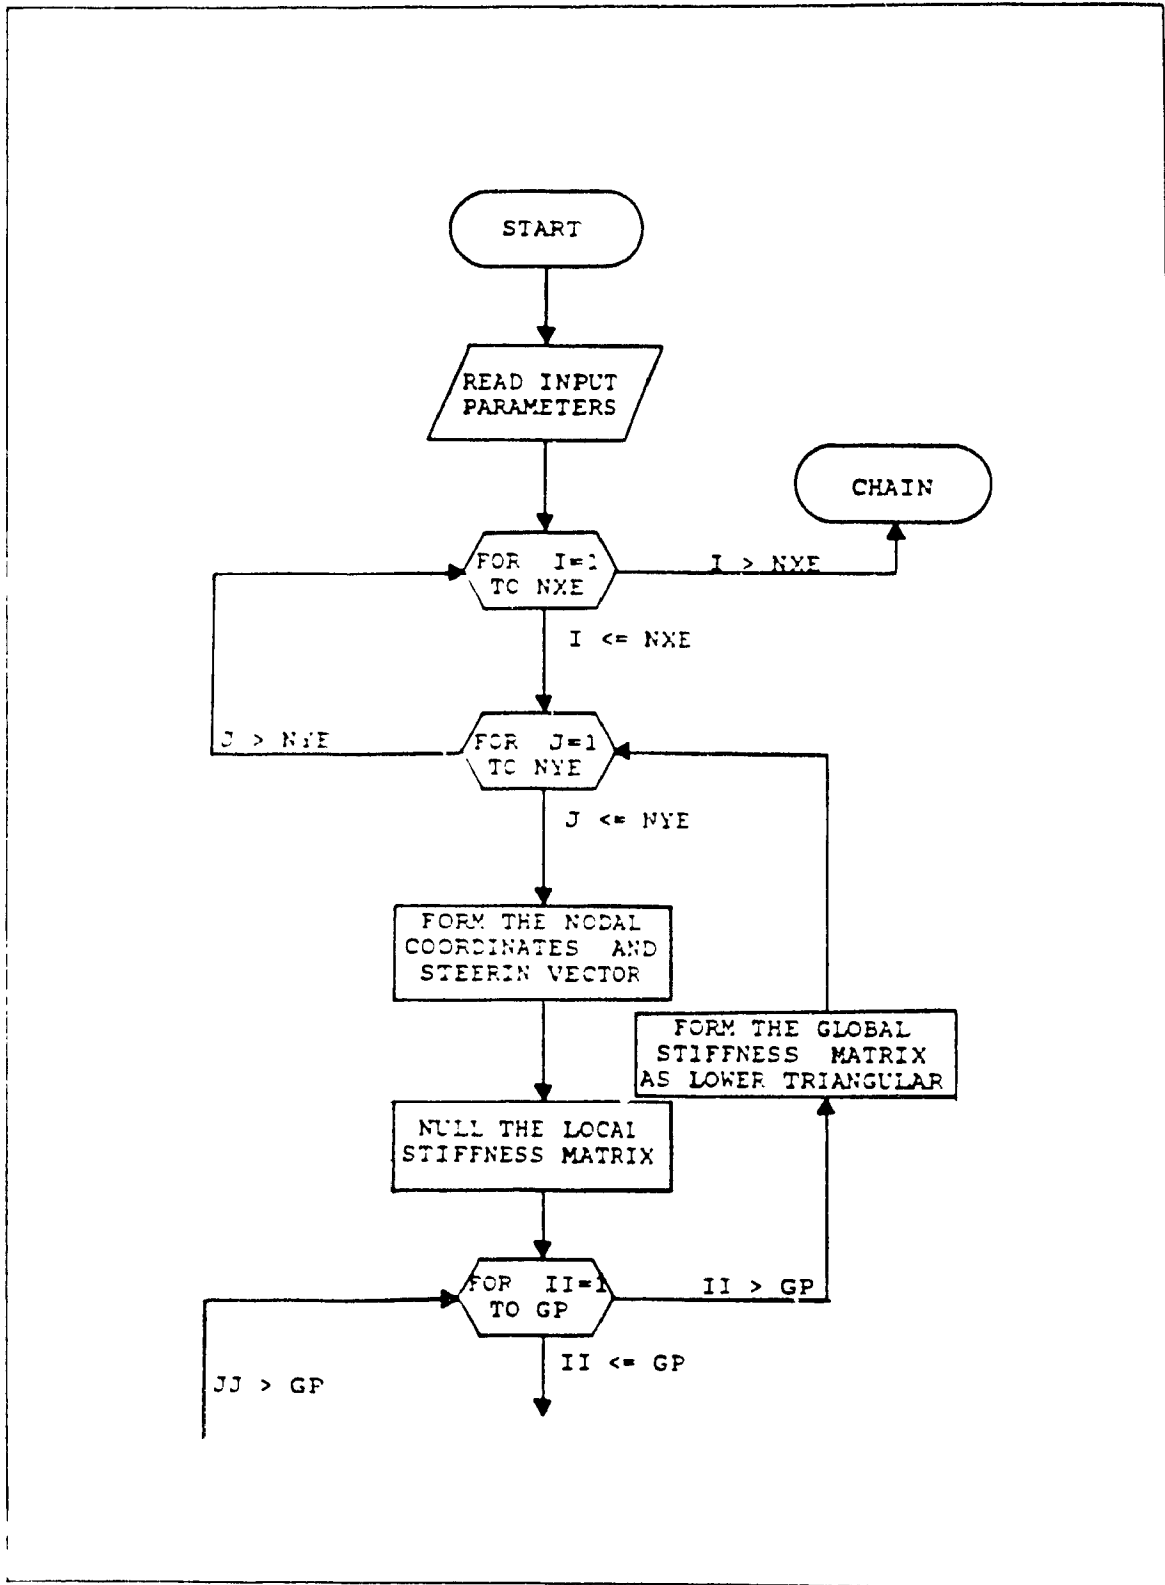 START
READ INPUT
PARAMETERS
CHAIN
FOR I=1
TO NXE
I > NXE
I <= NXE
J > NYE
FOR J=1
TO NYE
J <= NYE
FORM THE NODAL
COORDINATES AND
STEERIN VECTOR
FORM THE GLOBAL
STIFFNESS MATRIX
AS LOWER TRIANGULAR
NULL THE LOCAL
STIFFNESS MATRIX
FOR II=1
TO GP
II > GP
II <= GP
JJ > GP